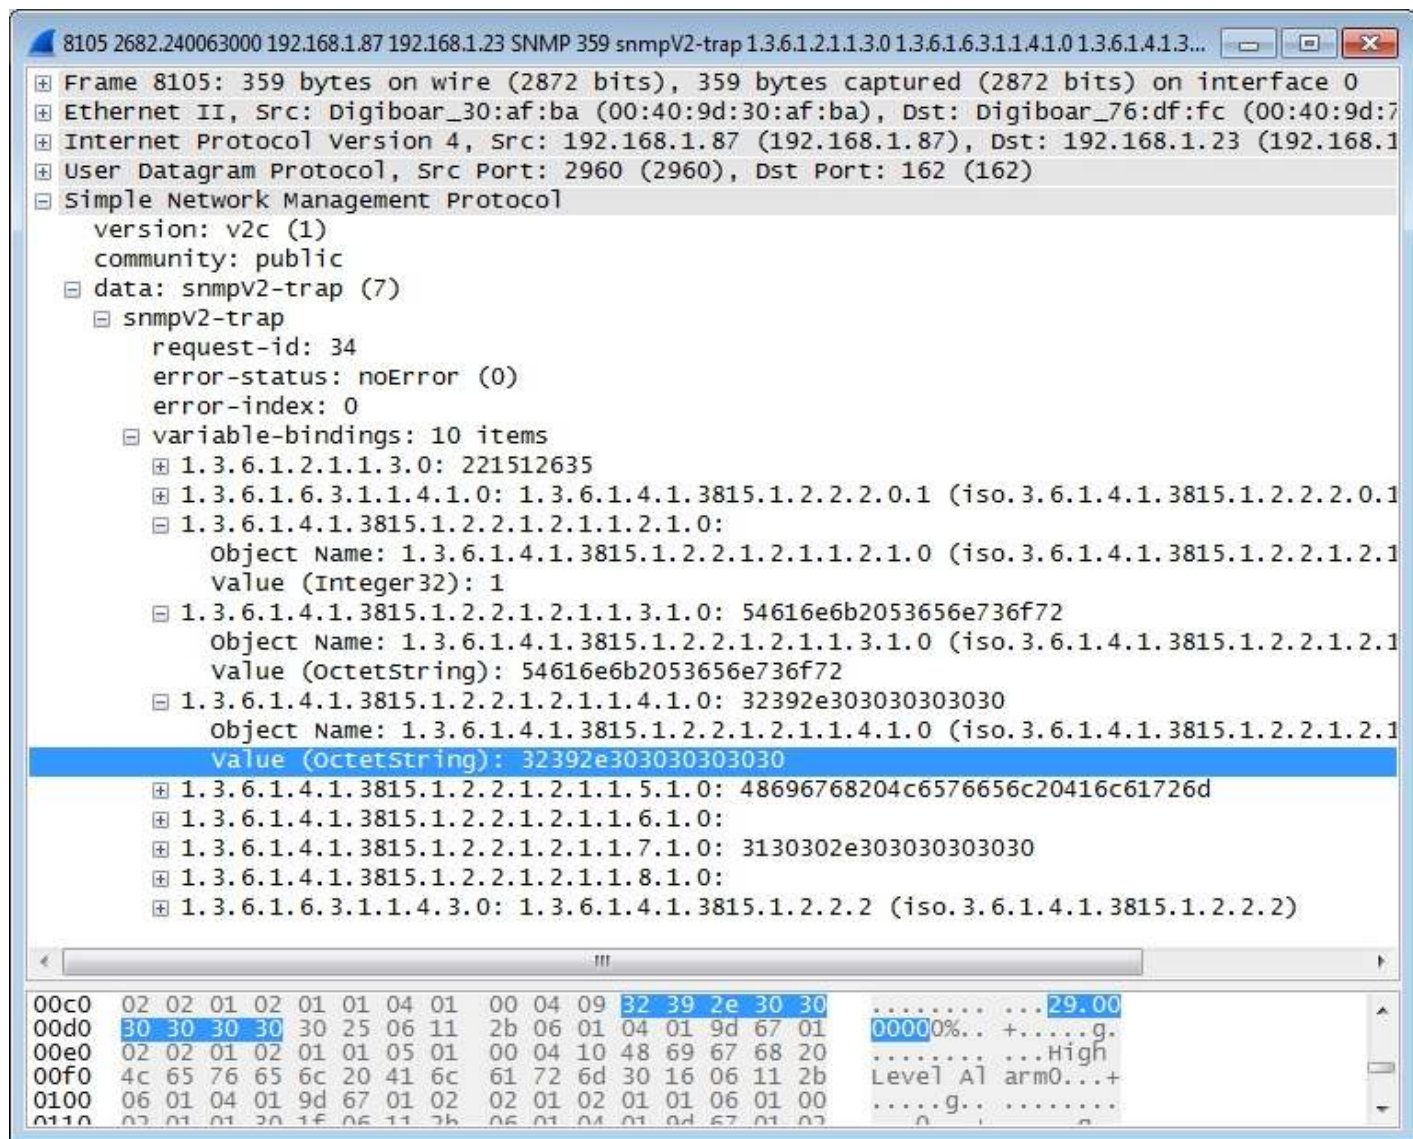 8105 2682.240063000 192.168.1.87 192.168.1.23 SNMP 359 snmpV2-trap 1.3.6.1.2.1.1.3.0 1.3.6.1.6.3.1.1.4.1.0 1.3.6.1.4.1.3...
Frame 8105: 359 bytes on wire (2872 bits), 359 bytes captured (2872 bits) on interface 0
Ethernet II, Src: Digiboar_30:af:ba (00:40:9d:30:af:ba), Dst: Digiboar_76:df:fc (00:40:9d:7
Internet Protocol Version 4, Src: 192.168.1.87 (192.168.1.87), Dst: 192.168.1.23 (192.168.1
User Datagram Protocol, Src Port: 2960 (2960), Dst Port: 162 (162)
Simple Network Management Protocol
version: v2c (1)
community: public
data: snmpV2-trap (7)
snmpV2-trap
request-id: 34
error-status: noError (0)
error-index: 0
variable-bindings: 10 items
1.3.6.1.2.1.1.3.0: 221512635
1.3.6.1.6.3.1.1.4.1.0: 1.3.6.1.4.1.3815.1.2.2.2.0.1 (iso.3.6.1.4.1.3815.1.2.2.2.0.1
1.3.6.1.4.1.3815.1.2.2.1.2.1.1.2.1.0:
Object Name: 1.3.6.1.4.1.3815.1.2.2.1.2.1.1.2.1.0 (iso.3.6.1.4.1.3815.1.2.2.1.2.1
Value (Integer32): 1
1.3.6.1.4.1.3815.1.2.2.1.2.1.1.3.1.0: 54616e6b2053656e736f72
Object Name: 1.3.6.1.4.1.3815.1.2.2.1.2.1.1.3.1.0 (iso.3.6.1.4.1.3815.1.2.2.1.2.1
Value (OctetString): 54616e6b2053656e736f72
1.3.6.1.4.1.3815.1.2.2.1.2.1.1.4.1.0: 32392e303030303030
Object Name: 1.3.6.1.4.1.3815.1.2.2.1.2.1.1.4.1.0 (iso.3.6.1.4.1.3815.1.2.2.1.2.1
Value (OctetString): 32392e303030303030
1.3.6.1.4.1.3815.1.2.2.1.2.1.1.5.1.0: 48696768204c6576656c20416c61726d
1.3.6.1.4.1.3815.1.2.2.1.2.1.1.6.1.0:
1.3.6.1.4.1.3815.1.2.2.1.2.1.1.7.1.0: 3130302e303030303030
1.3.6.1.4.1.3815.1.2.2.1.2.1.1.8.1.0:
1.3.6.1.6.3.1.1.4.3.0: 1.3.6.1.4.1.3815.1.2.2.2 (iso.3.6.1.4.1.3815.1.2.2.2)
00c0 02 02 01 02 01 01 04 01 00 04 09 32 39 2e 30 30 ........ ...29.00
00d0 30 30 30 30 30 25 06 11 2b 06 01 04 01 9d 67 01 00000%.. +.....g.
00e0 02 02 01 02 01 01 05 01 00 04 10 48 69 67 68 20 ........ ...High
00f0 4c 65 76 65 6c 20 41 6c 61 72 6d 30 16 06 11 2b Level Al arm0...+
0100 06 01 04 01 9d 67 01 02 02 01 02 01 01 06 01 00 .....g.. ........
0110 02 01 01 30 1f 06 11 2b 06 01 04 01 9d 67 01 02